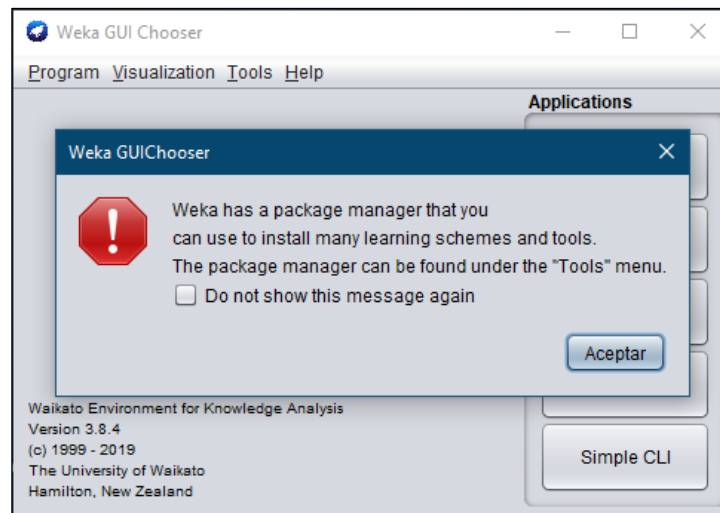 Weka GUI Chooser
Program Visualization Tools Help
Applications
Weka GUIChooser
Weka has a package manager that you
can use to install many learning schemes and tools.
The package manager can be found under the "Tools" menu.
Do not show this message again
Aceptar
Waikato Environment for Knowledge Analysis
Version 3.8.4
(c) 1999 - 2019
The University of Waikato
Hamilton, New Zealand
Simple CLI